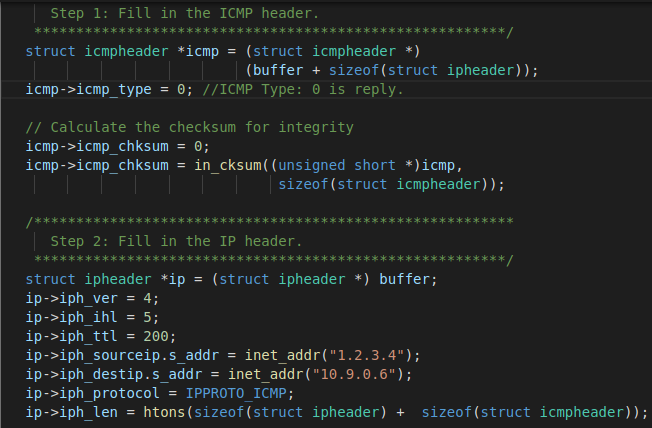 Step 1: Fill in the ICMP header.
********************************************************/
struct icmpheader *icmp = (struct icmpheader *)
(buffer + sizeof(struct ipheader));
icmp->icmp_type = 0; //ICMP Type: 0 is reply.
// Calculate the checksum for integrity
icmp->icmp_chksum = 0;
icmp->icmp_chksum = in_cksum((unsigned short *)icmp,
sizeof(struct icmpheader));
/*********************************************************
Step 2: Fill in the IP header.
********************************************************/
struct ipheader *ip = (struct ipheader *) buffer;
ip->iph_ver = 4;
ip->iph_ihl = 5;
ip->iph_ttl = 200;
ip->iph_sourceip.s_addr = inet_addr("1.2.3.4");
ip->iph_destip.s_addr = inet_addr("10.9.0.6");
ip->iph_protocol = IPPROTO_ICMP;
ip->iph_len = htons(sizeof(struct ipheader) +  sizeof(struct icmpheader));